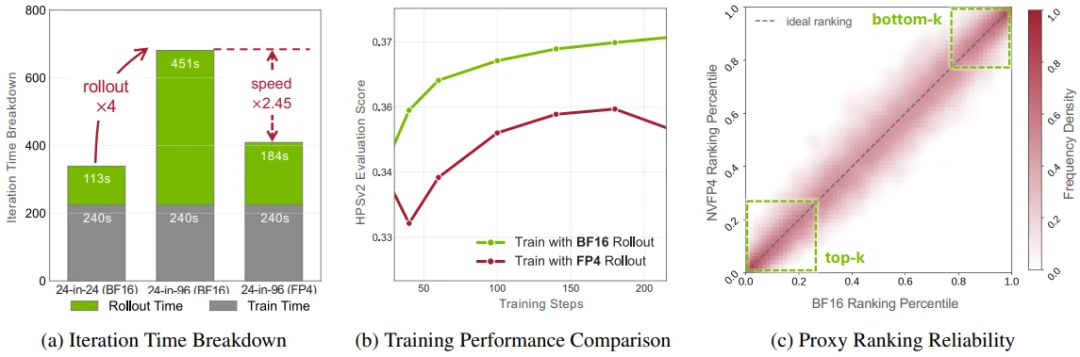 800
600
400
200
0
Iteration Time Breakdown
rollout
×4
451s
speed
×2.45
113s
184s
240s
240s
240s
24-in-24 (BF16)
24-in-96 (BF16)
24-in-96 (FP4)
Rollout Time
Train Time
(a) Iteration Time Breakdown
0.37
0.36
0.34
0.33
HPSv2 Evaluation Score
Train with BF16 Rollout
Train with FP4 Rollout
50
100
150
200
Training Steps
(b) Training Performance Comparison
1.0
0.8
0.6
0.4
0.2
0.0
NVFP4 Ranking Percentile
ideal ranking
bottom-k
top-k
0.0
0.2
0.4
0.6
0.8
1.0
BF16 Ranking Percentile
1.0
0.8
0.6
0.4
0.2
0.0
Frequency Density
(c) Proxy Ranking Reliability